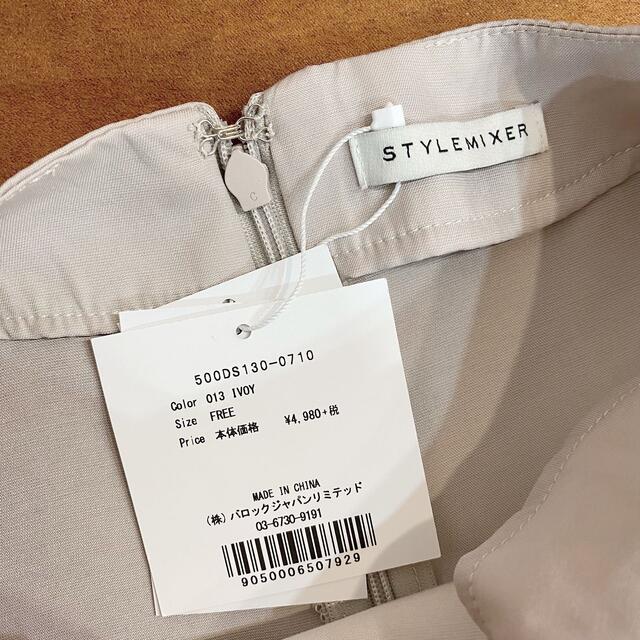 STYLEMIXER
C
500DS130-0710
Color 013 IVOY
Size FREE
Price 本体価格 ¥4,980+税
MADE IN CHINA
(株)バロックジャパンリミテッド
03-6730-9191
9050006507929